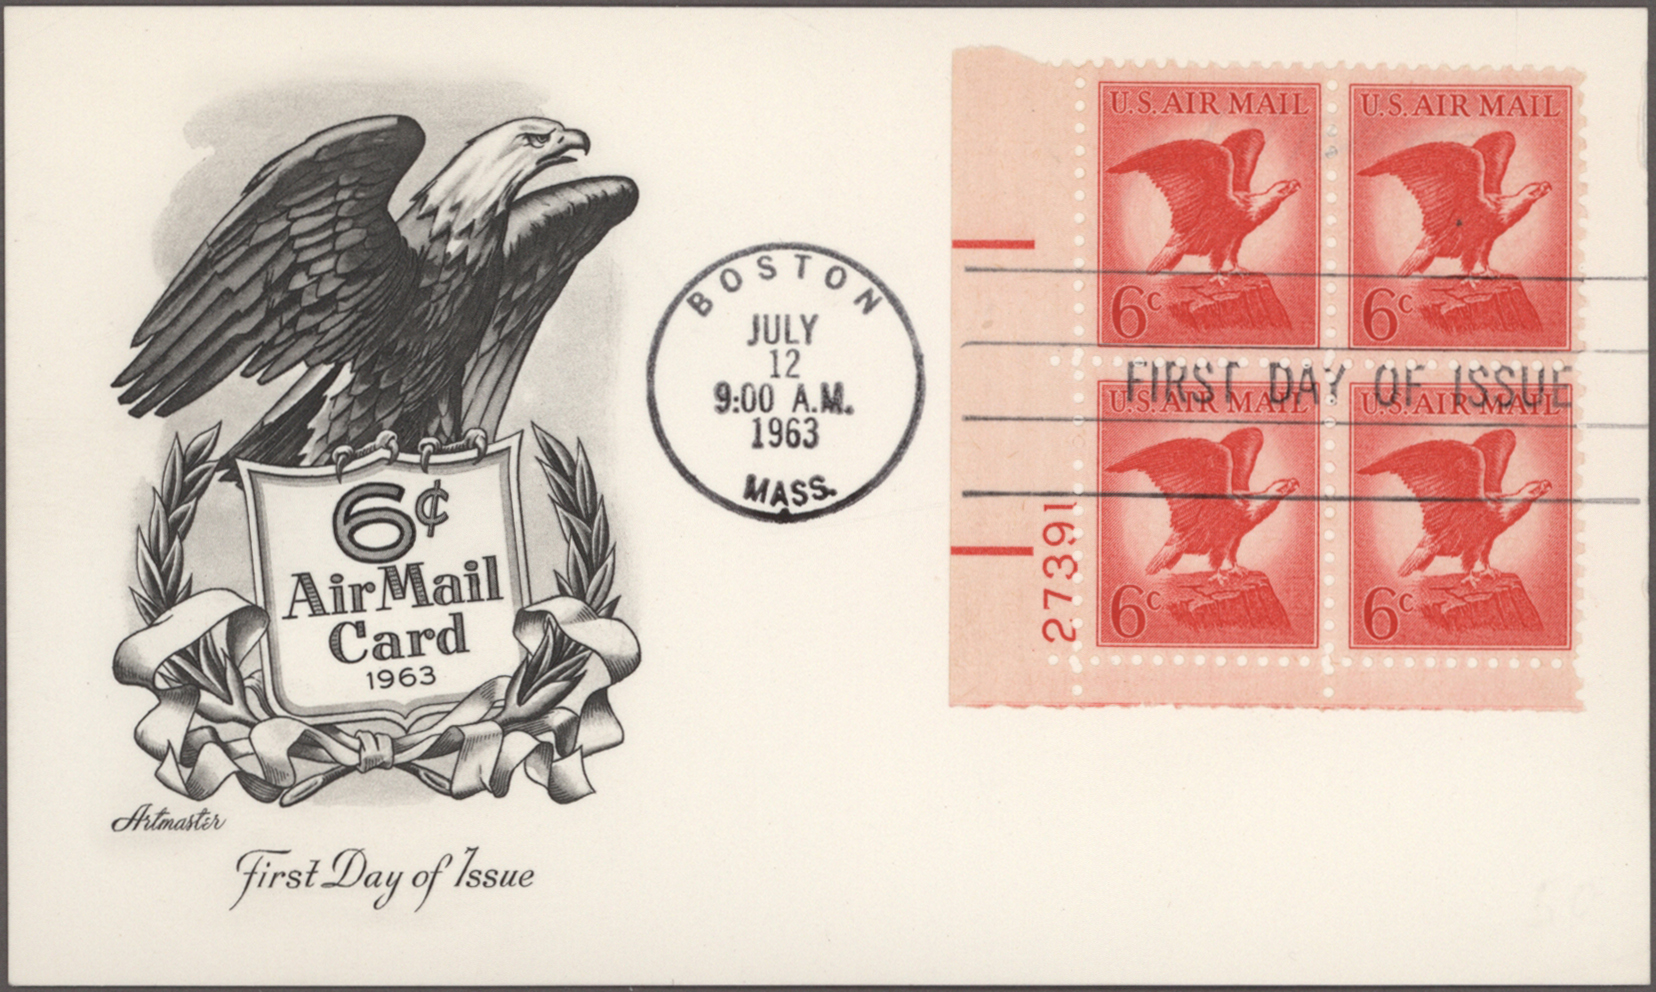 6¢
Air Mail
Card
1963
Artmaster
First Day of Issue
BOSTON
JULY
12
9:00 A.M.
1963
MASS.
U.S. AIR MAIL
6c
U.S. AIR MAIL
6c
FIRST DAY OF ISSUE
U.S. AIR MAIL
6c
U.S. AIR MAIL
6c
27391